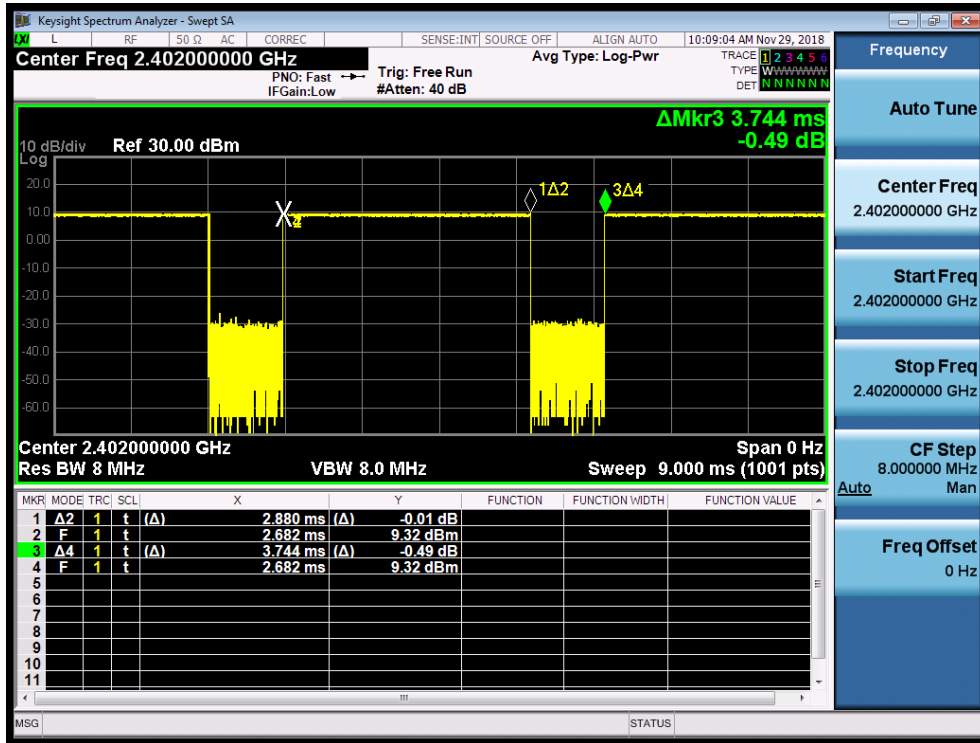 Keysight Spectrum Analyzer - Swept SA
LXI L RF 50 Ω AC CORREC SENSE:INT SOURCE OFF ALIGN AUTO 10:09:04 AM Nov 29, 2018
Center Freq 2.402000000 GHz
PNO: Fast
IFGain:Low
Trig: Free Run
#Atten: 40 dB
Avg Type: Log-Pwr
TRACE 1 2 3 4 5 6
TYPE WWWWWW
DET N N N N N N
ΔMkr3 3.744 ms
-0.49 dB
10 dB/div Ref 30.00 dBm
Log
20.0
10.0
0.00
-10.0
-20.0
-30.0
-40.0
-50.0
-60.0
1Δ2
3Δ4
Center 2.402000000 GHz Span 0 Hz
Res BW 8 MHz VBW 8.0 MHz Sweep 9.000 ms (1001 pts)
MKR MODE TRC SCL X Y FUNCTION FUNCTION WIDTH FUNCTION VALUE
1 Δ2 1 t (Δ) 2.880 ms (Δ) -0.01 dB
2 F 1 t 2.682 ms 9.32 dBm
3 Δ4 1 t (Δ) 3.744 ms (Δ) -0.49 dB
4 F 1 t 2.682 ms 9.32 dBm
5
6
7
8
9
10
11
MSG STATUS
Frequency
Auto Tune
Center Freq
2.402000000 GHz
Start Freq
2.402000000 GHz
Stop Freq
2.402000000 GHz
CF Step
8.000000 MHz
Auto Man
Freq Offset
0 Hz